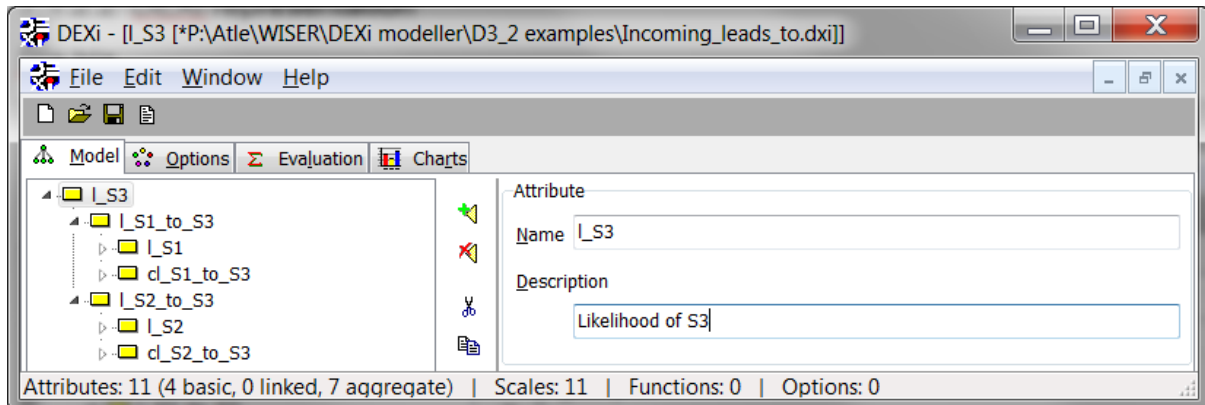 DEXi - [l_S3 [*P:\Atle\WISER\DEXi modeller\D3_2 examples\Incoming_leads_to.dxi]]
File Edit Window Help
Model Options Evaluation Charts
l_S3
l_S1_to_S3
l_S1
cl_S1_to_S3
l_S2_to_S3
l_S2
cl_S2_to_S3
Attribute
Name l_S3
Description
Likelihood of S3
Attributes: 11 (4 basic, 0 linked, 7 aggregate) | Scales: 11 | Functions: 0 | Options: 0